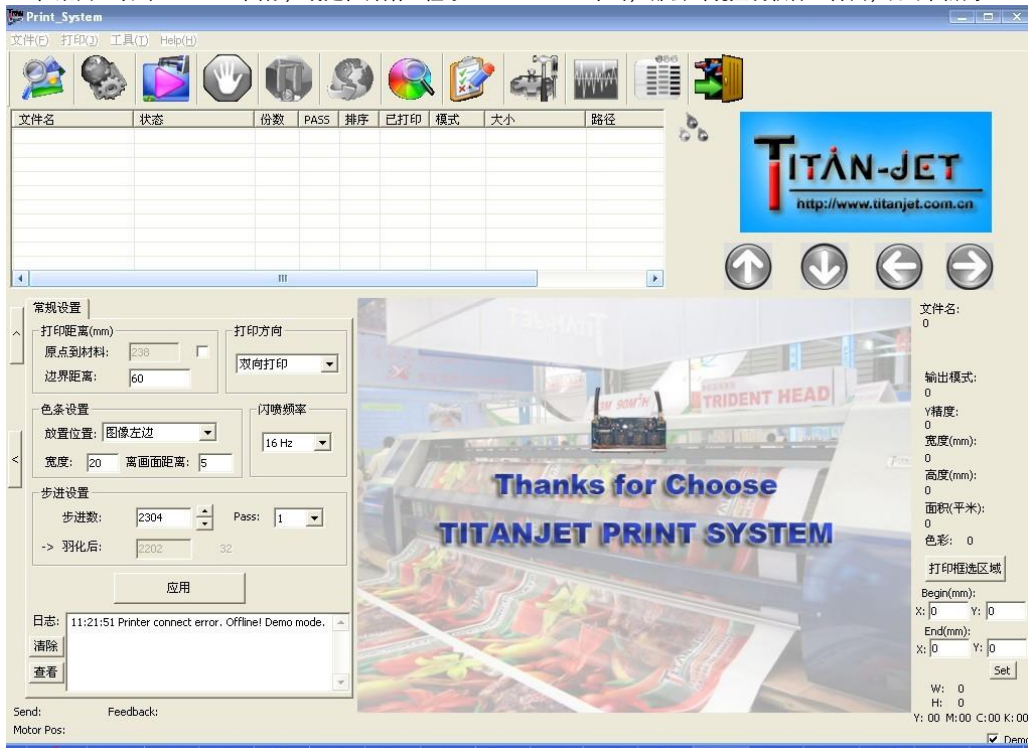 Print_System
文件(F) 打印(J) 工具(T) Help(H)
文件名 状态 份数 PASS 排序 已打印 模式 大小 路径
TITAN-JET
http://www.titanjet.com.cn
常规设置
打印距离(mm)
原点到材料: 238
边界距离: 60
打印方向
双向打印
色条设置
放置位置: 图像左边
宽度: 20 离画面距离: 5
闪喷频率
16 Hz
步进设置
步进数: 2304 Pass: 1
-> 羽化后: 2202 32
应用
日志: 11:21:51 Printer connect error. Offline! Demo mode.
清除
查看
Send: Feedback:
Motor Pos:
TRIDENT HEAD
Thanks for Choose
TITANJET PRINT SYSTEM
文件名:
0
输出模式:
0
Y精度:
0
宽度(mm):
0
高度(mm):
0
面积(平米):
0
色彩: 0
打印框选区域
Begin(mm):
X: 0 Y: 0
End(mm):
X: 0 Y: 0
Set
W: 0
H: 0
Y: 00 M:00 C:00 K:00
Demo